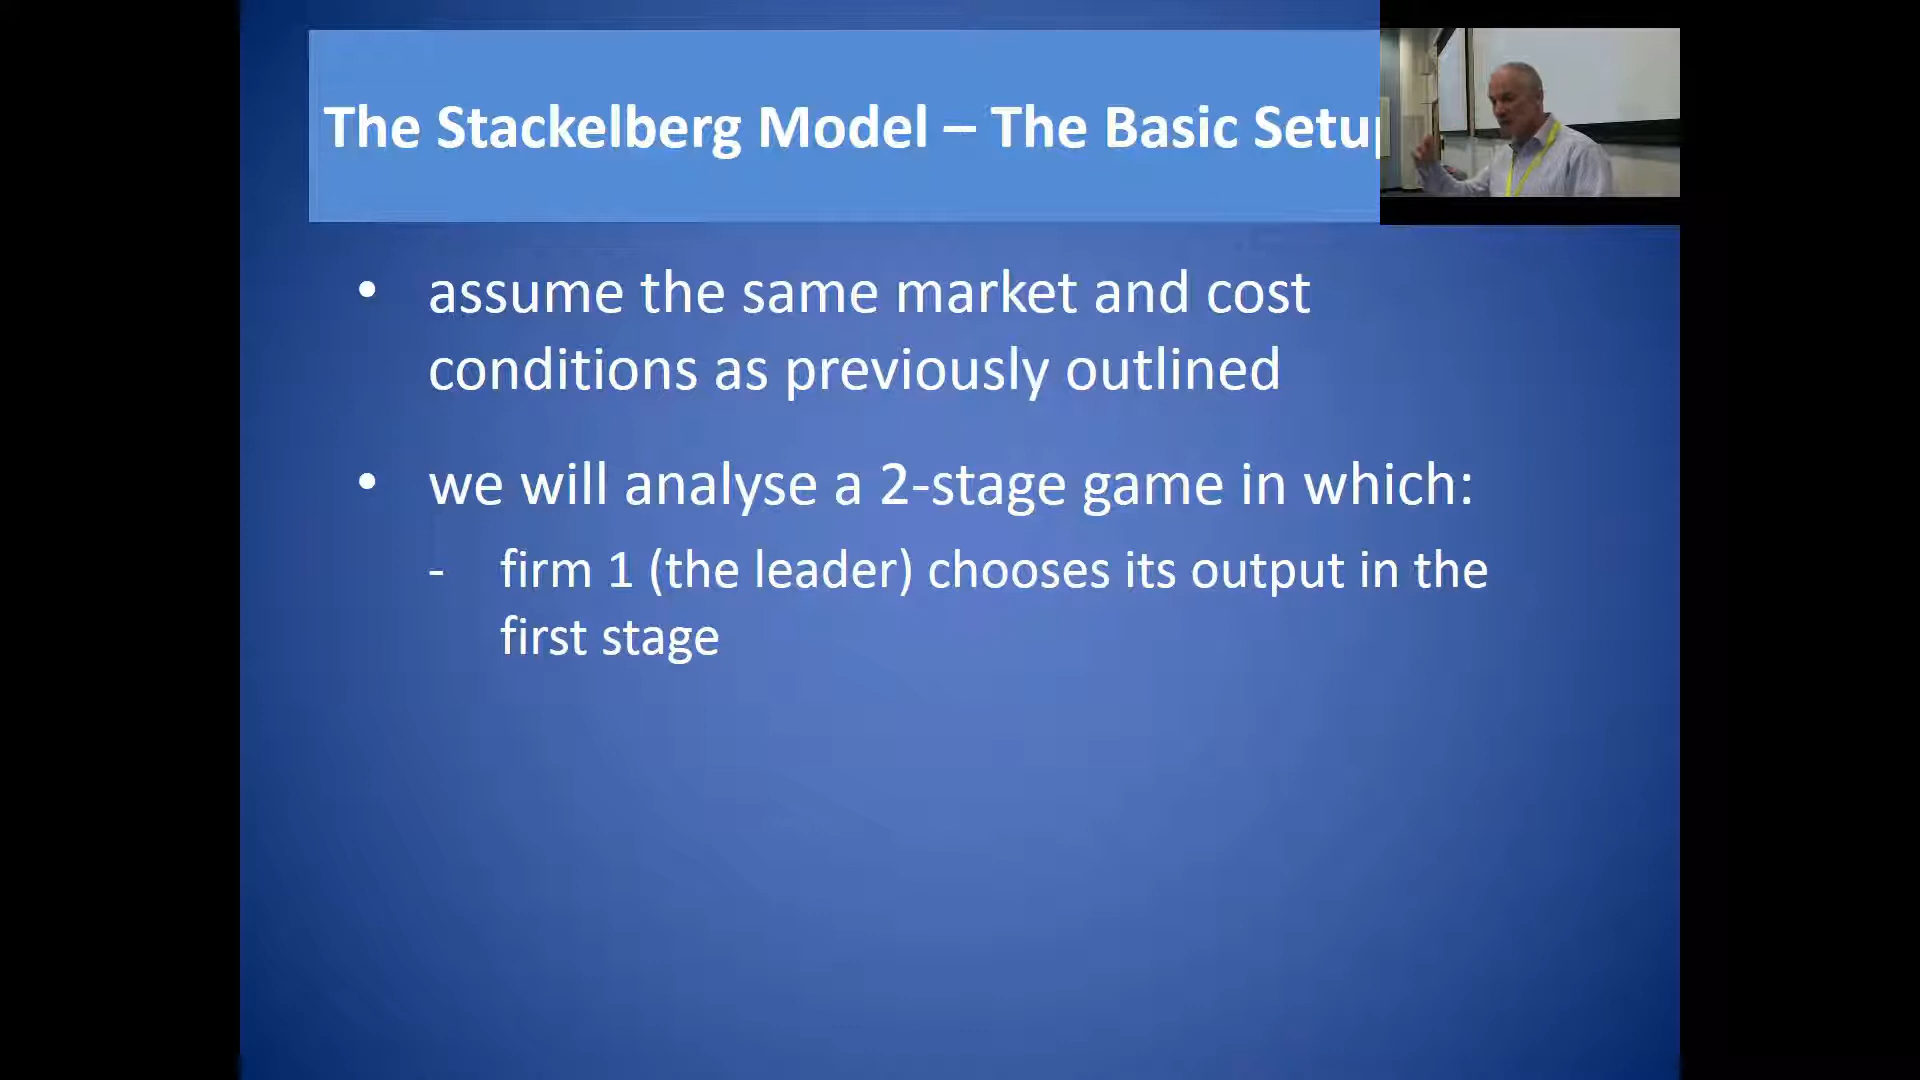 The Stackelberg Model – The Basic Setup
• assume the same market and cost
conditions as previously outlined
• we will analyse a 2-stage game in which:
- firm 1 (the leader) chooses its output in the
first stage